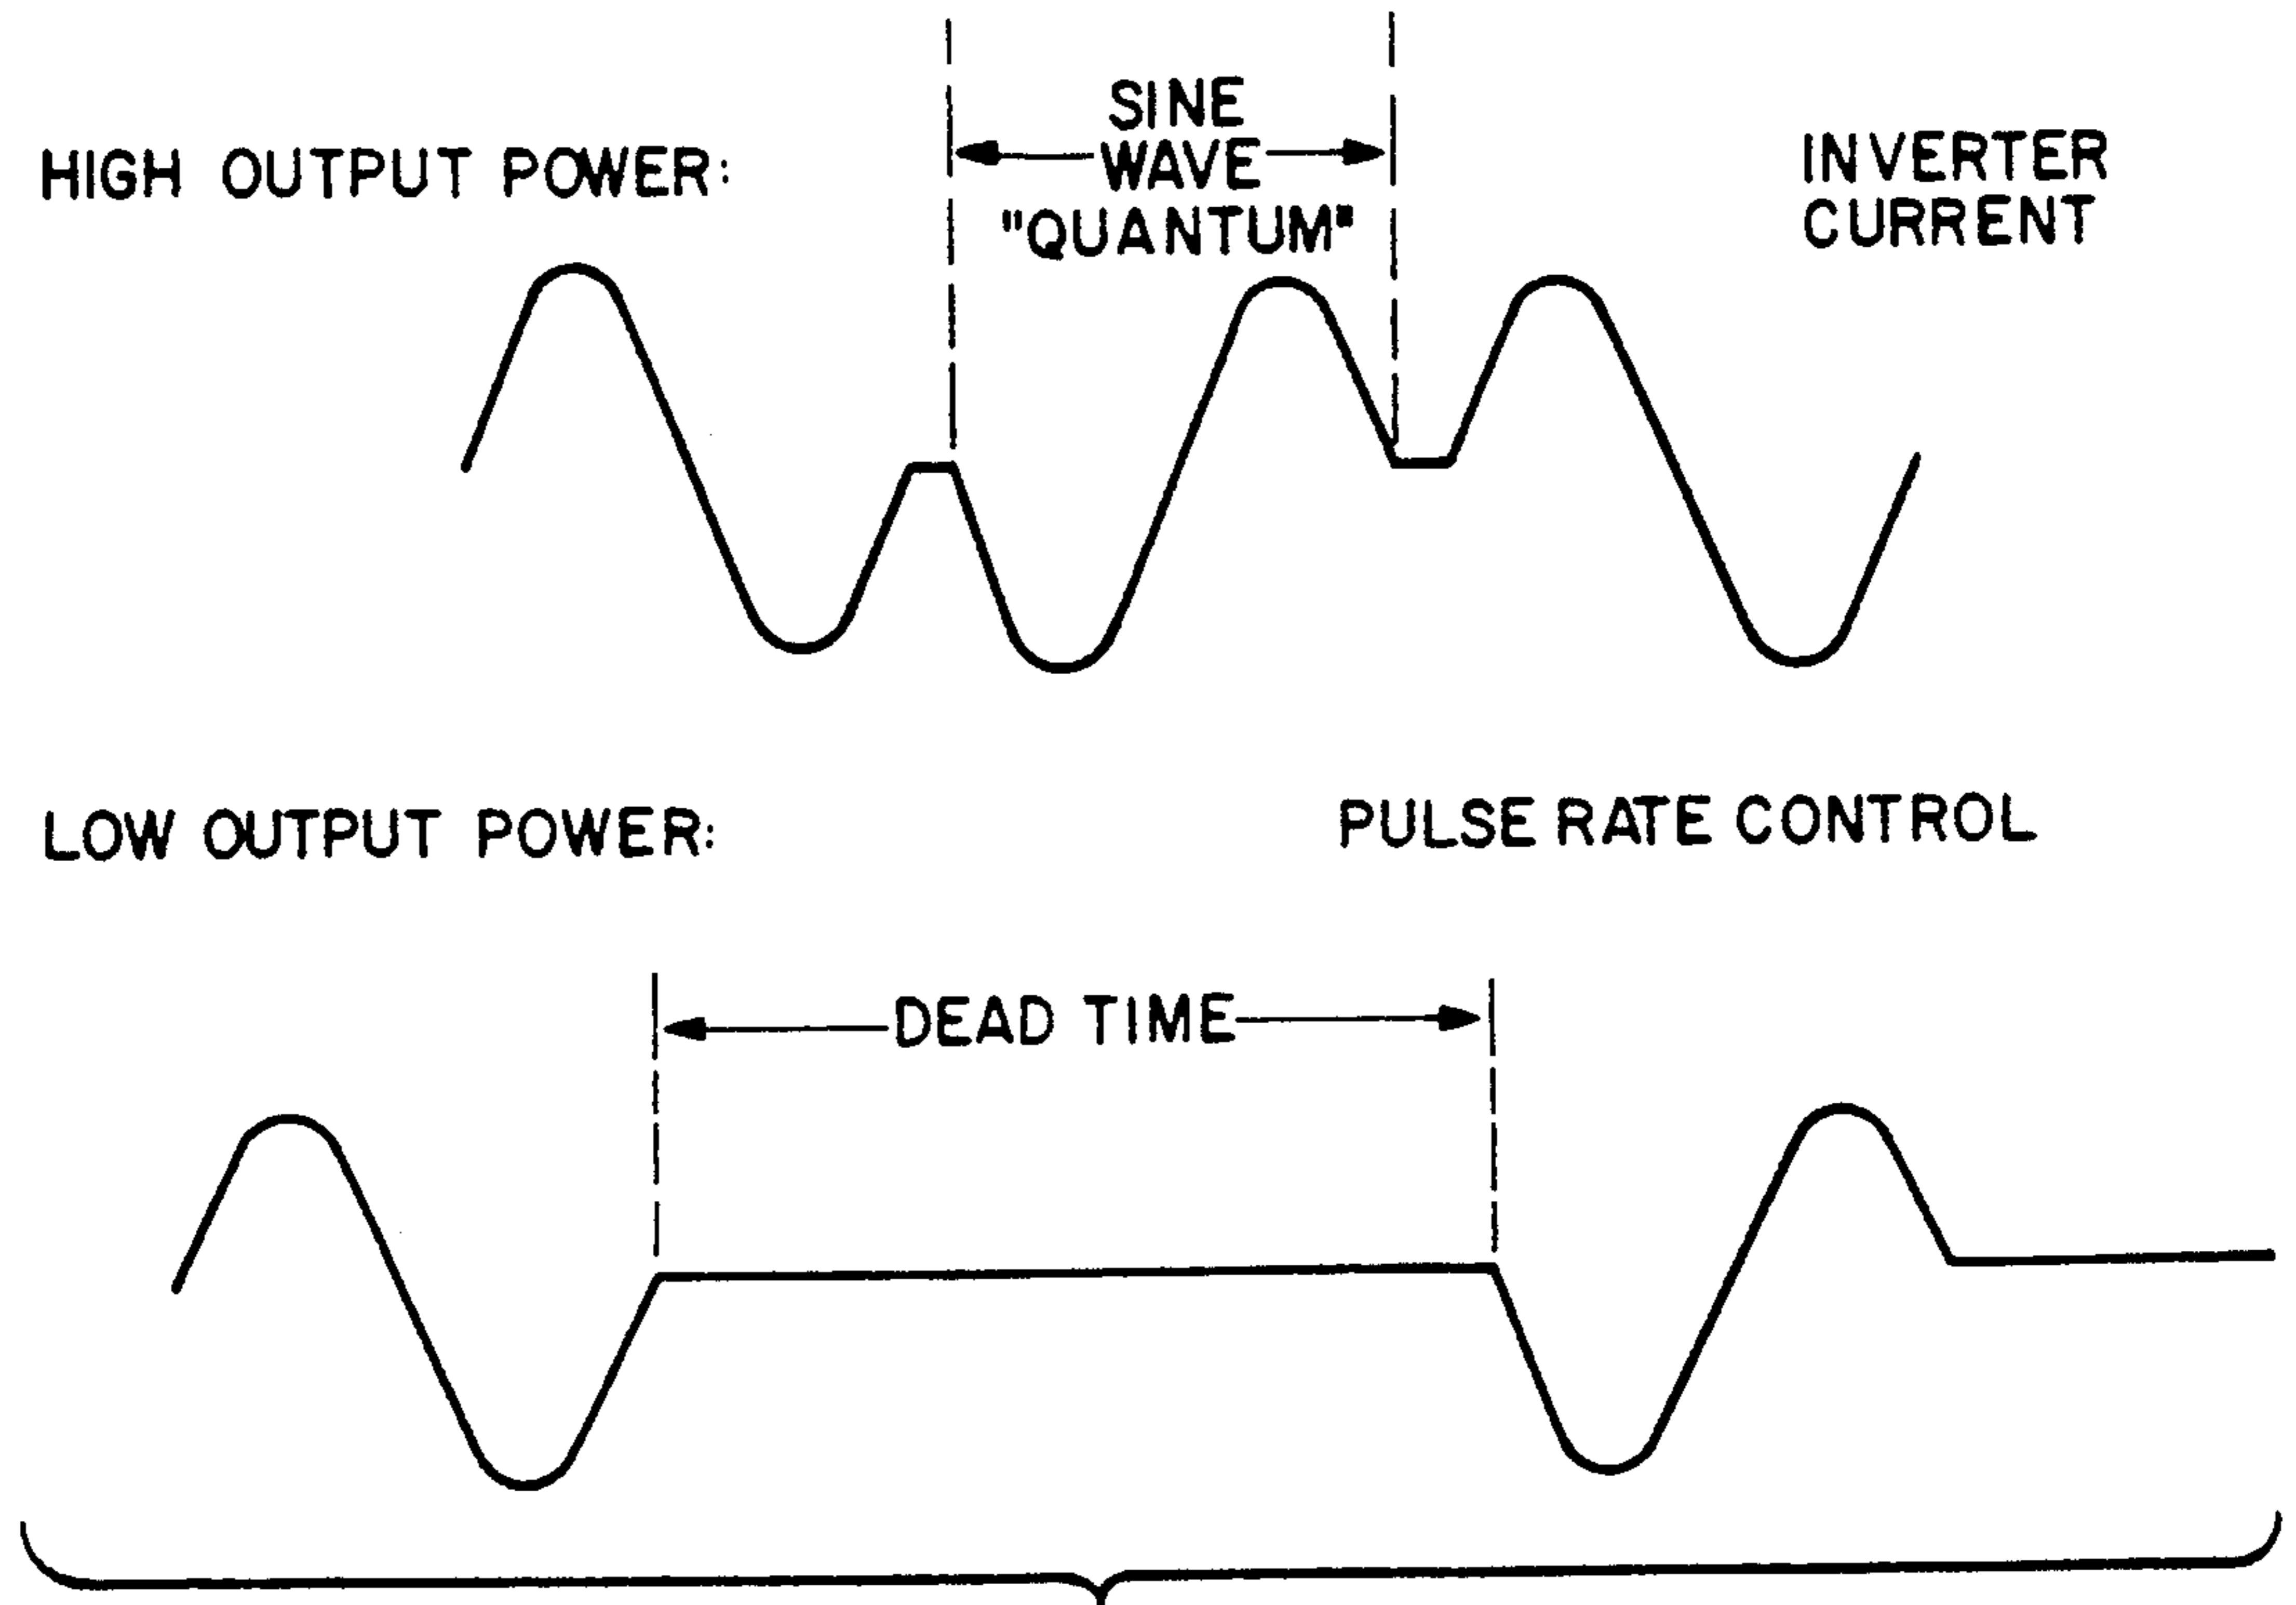 HIGH OUTPUT POWER:
SINE
WAVE
"QUANTUM"
INVERTER
CURRENT
LOW OUTPUT POWER:
PULSE RATE CONTROL
DEAD TIME